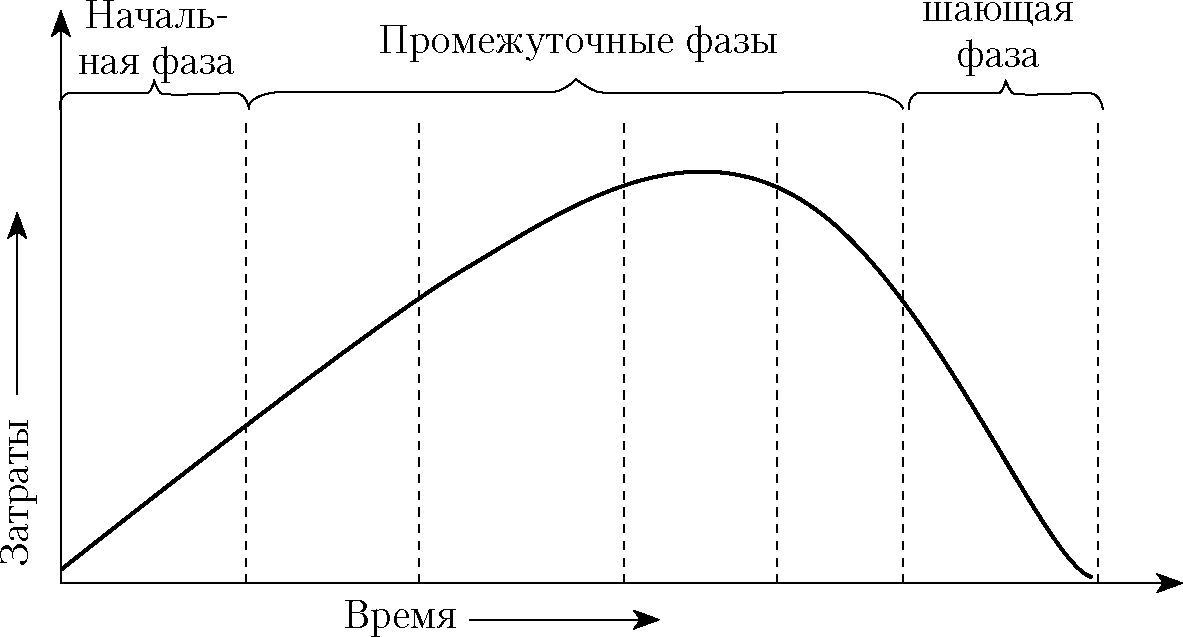 Началь-
ная фаза
Промежуточные фазы
шающая
фаза
Затраты
Время